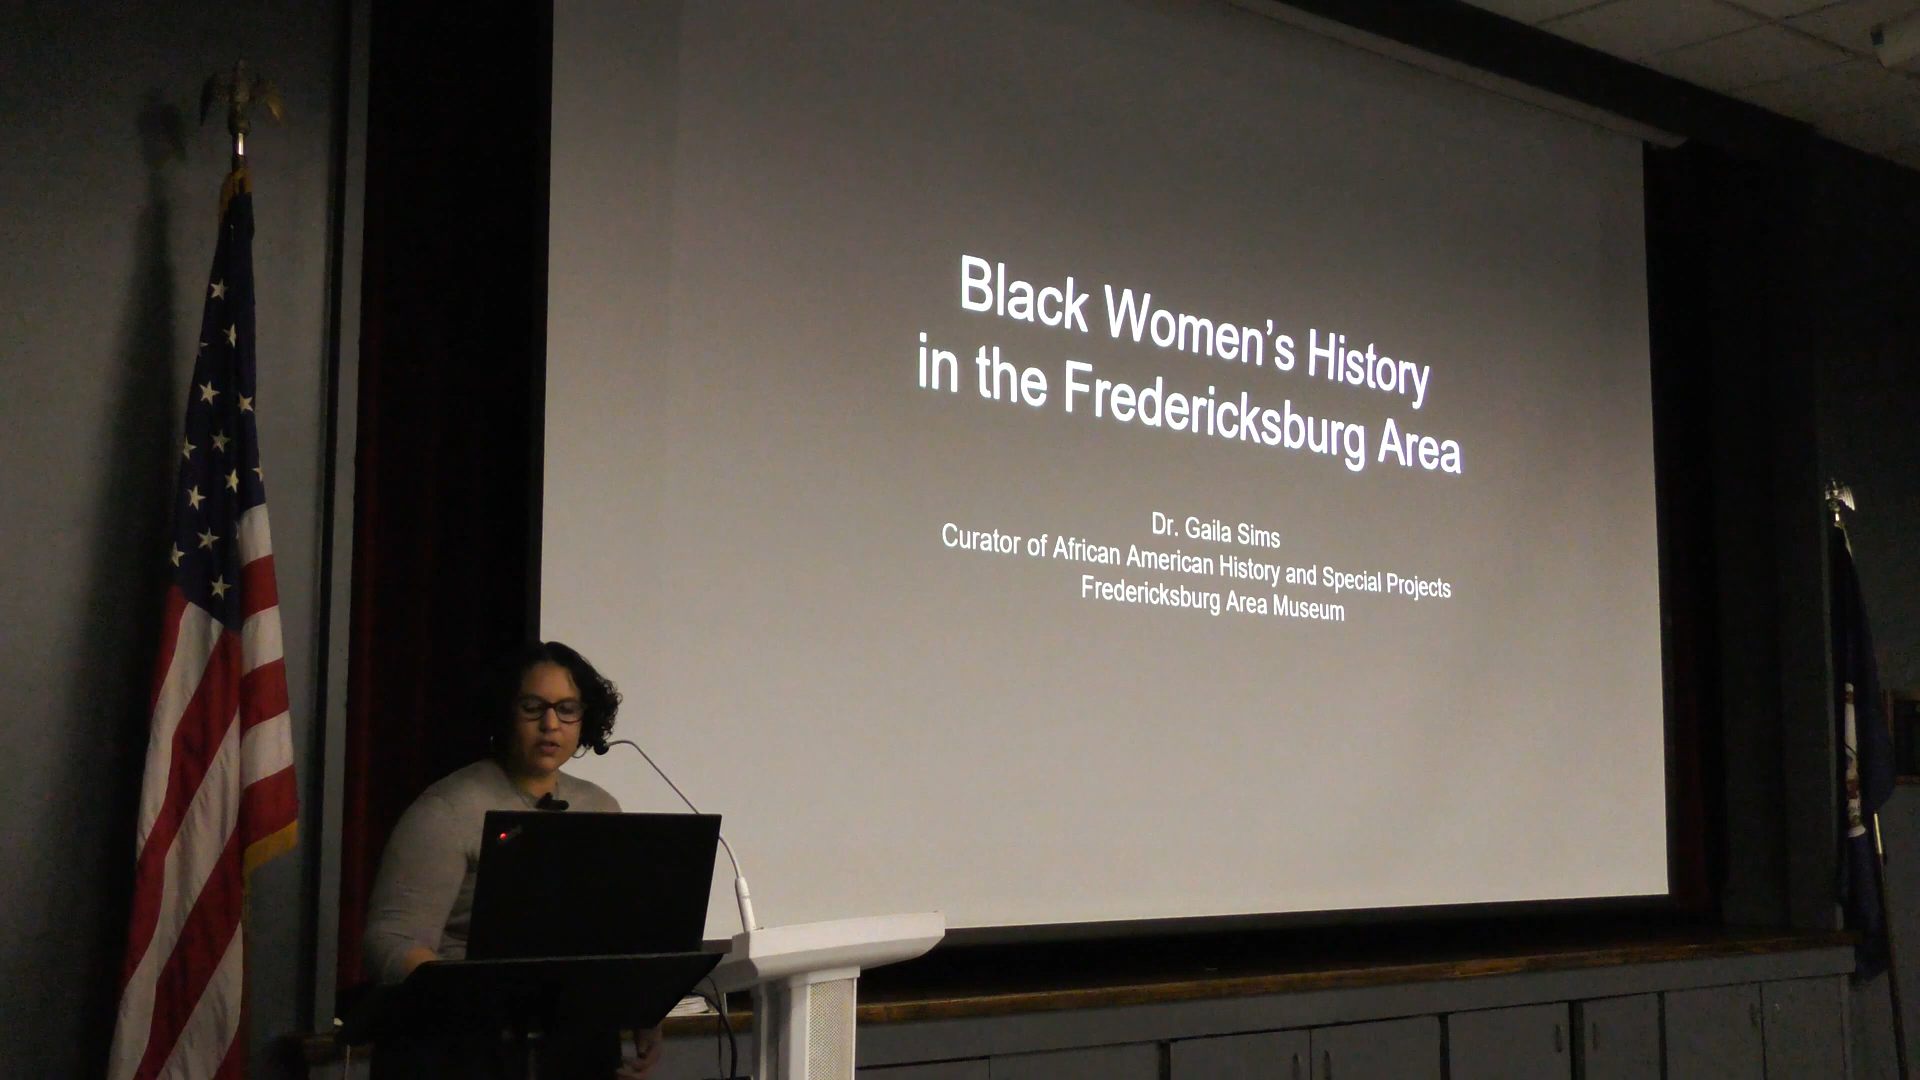 Black Women’s History
in the Fredericksburg Area
Dr. Gaila Sims
Curator of African American History and Special Projects
Fredericksburg Area Museum